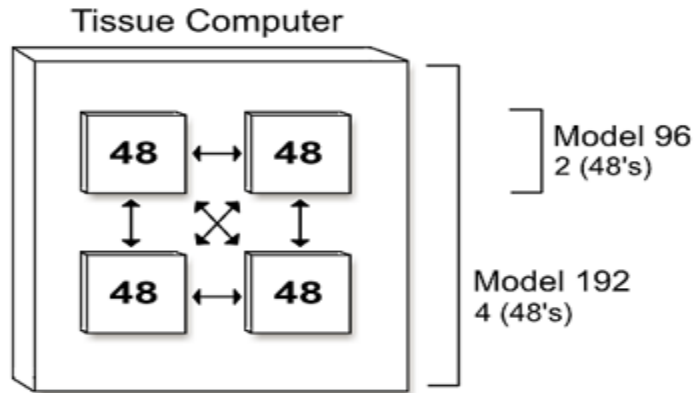 Tissue Computer
48 48
Model 96
2 (48's)
48 48
Model 192
4 (48's)